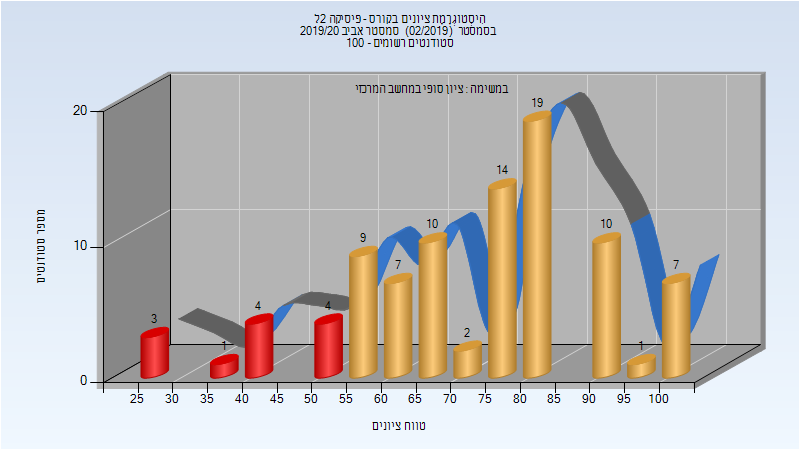 היסטוגרמת ציונים בקורס - פיסיקה 2ל
בסמסטר (02/2019) סמסטר אביב 2019/20
סטודנטים רשומים - 100
במשימה : ציון סופי במחשב המרכזי
מספר סטודנטים
20
10
0
3
1
4
4
9
7
10
2
14
19
10
1
7
25 30 35 40 45 50 55 60 65 70 75 80 85 90 95 100
טווח ציונים